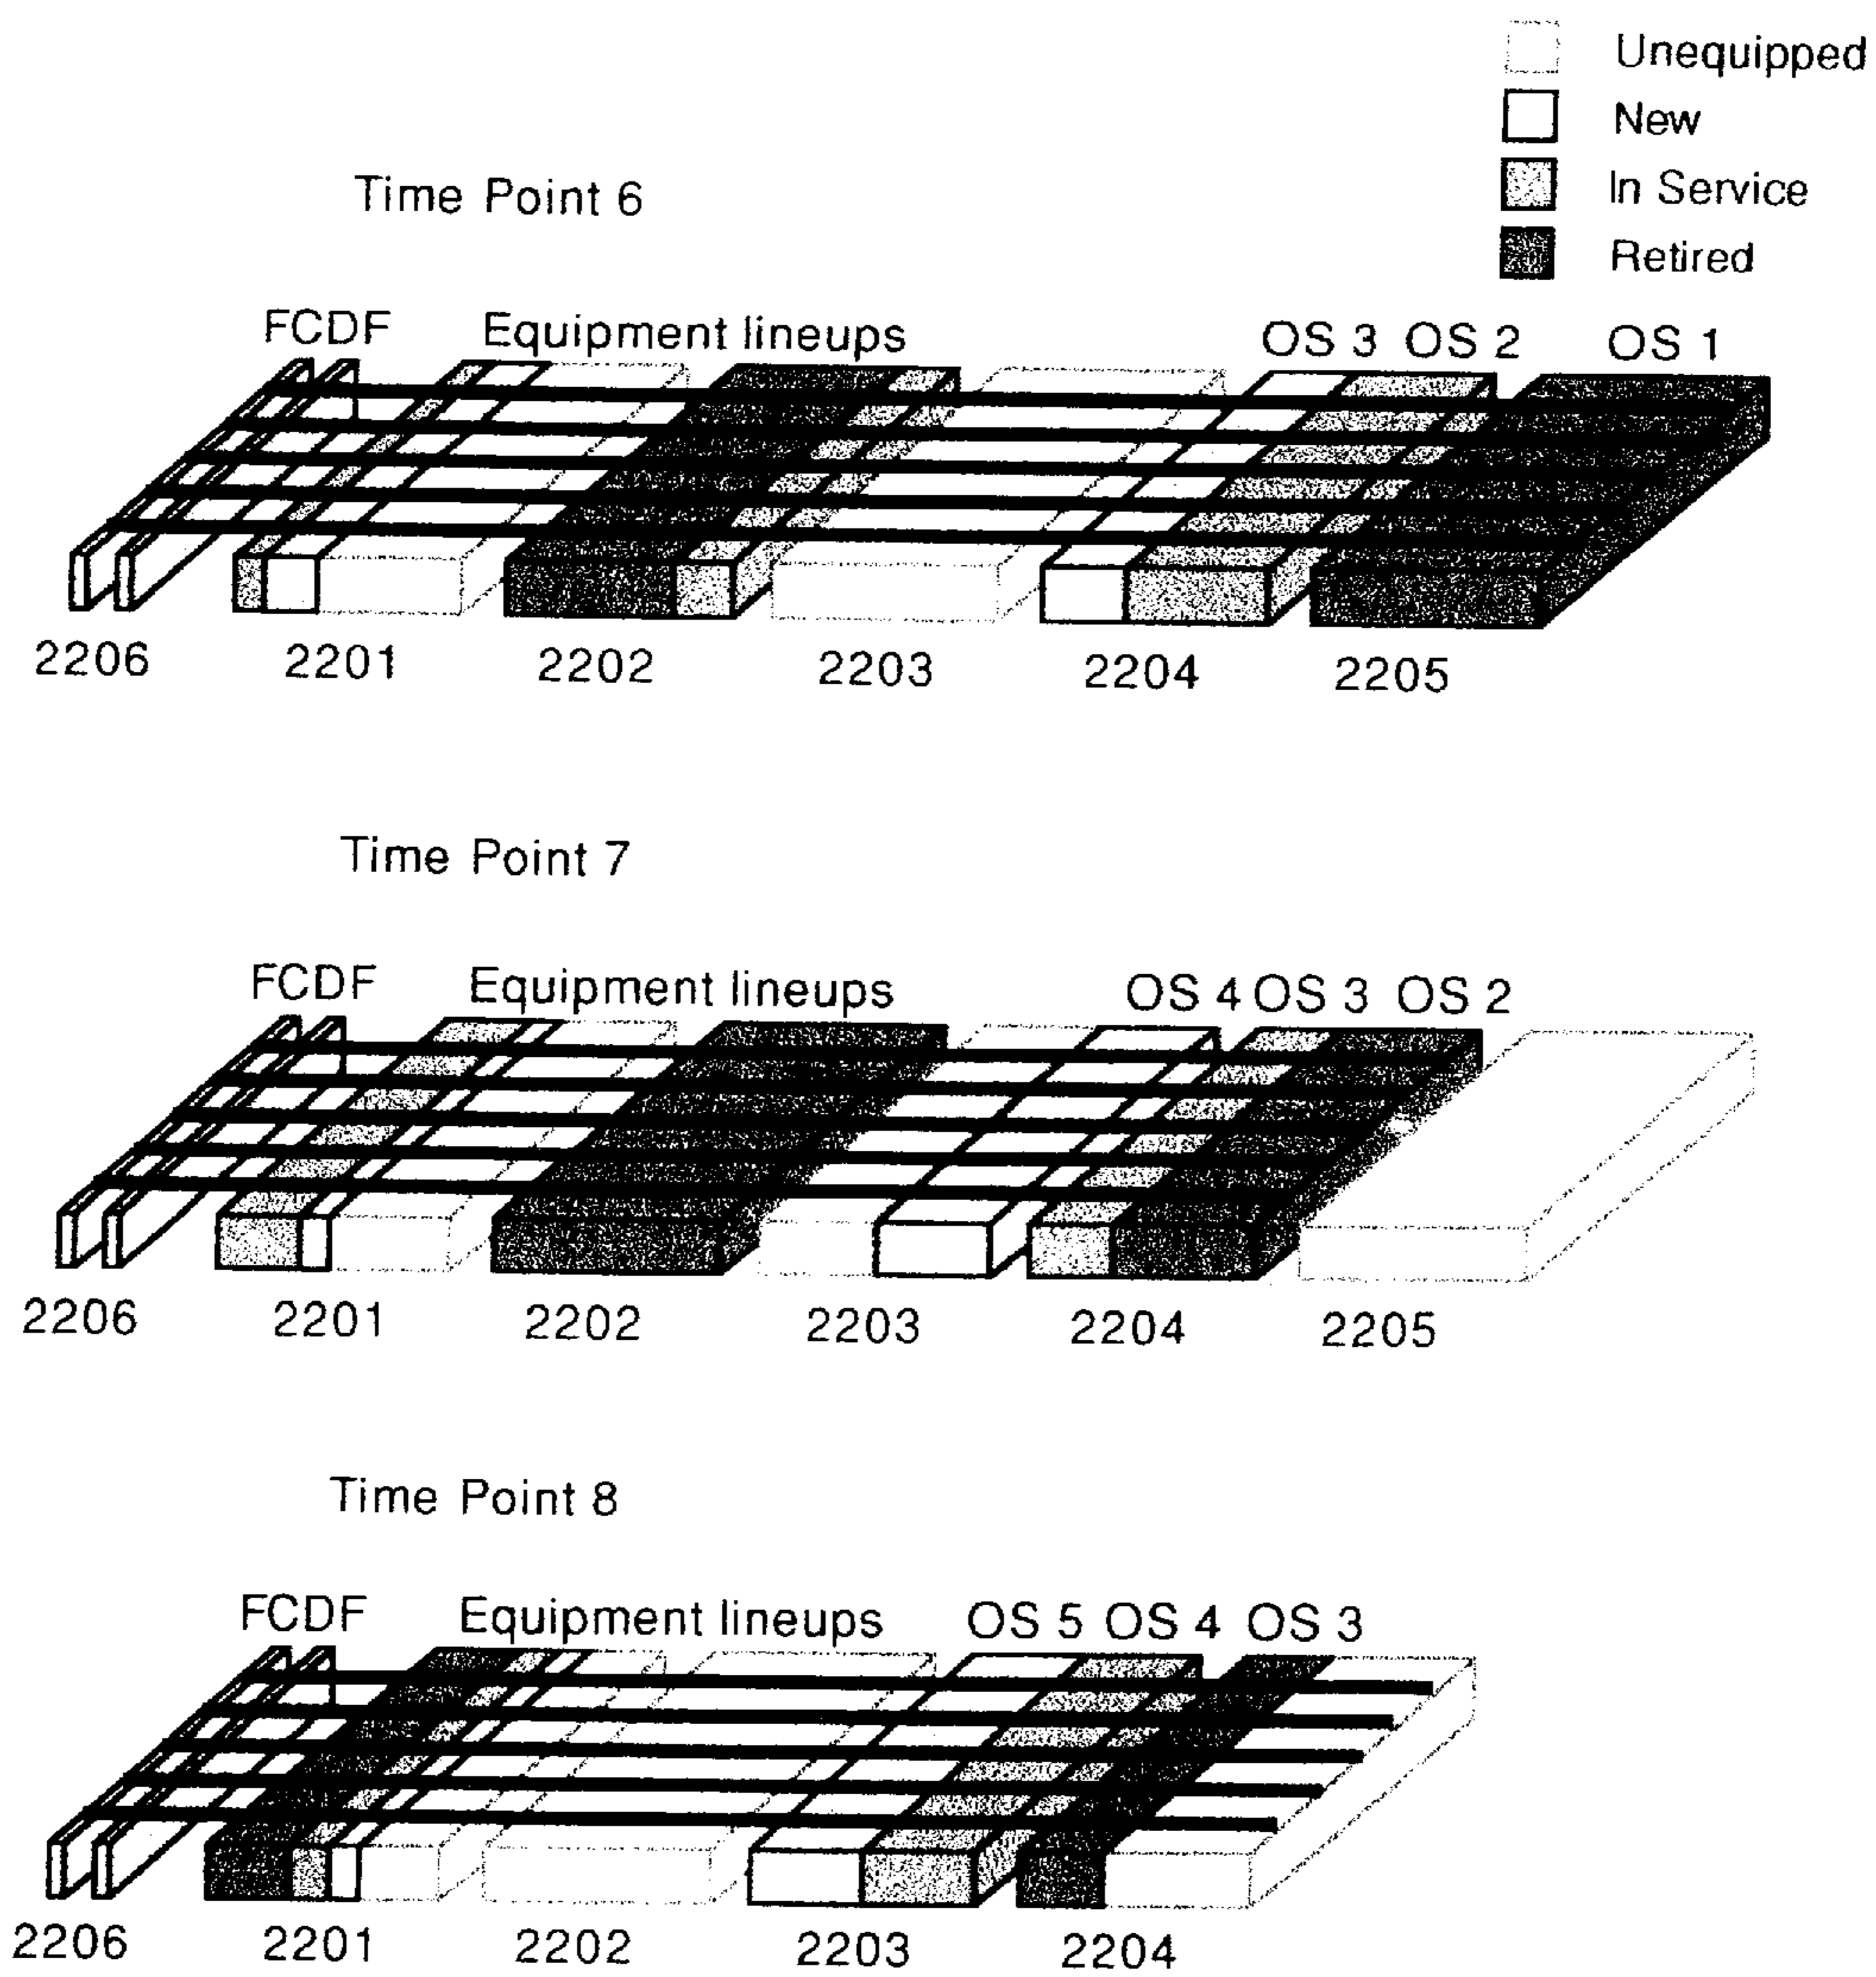 Unequipped
New
In Service
Retired
Time Point 6
FCDF Equipment lineups OS 3 OS 2 OS 1
2206 2201 2202 2203 2204 2205
Time Point 7
FCDF Equipment lineups OS 4 OS 3 OS 2
2206 2201 2202 2203 2204 2205
Time Point 8
FCDF Equipment lineups OS 5 OS 4 OS 3
2206 2201 2202 2203 2204